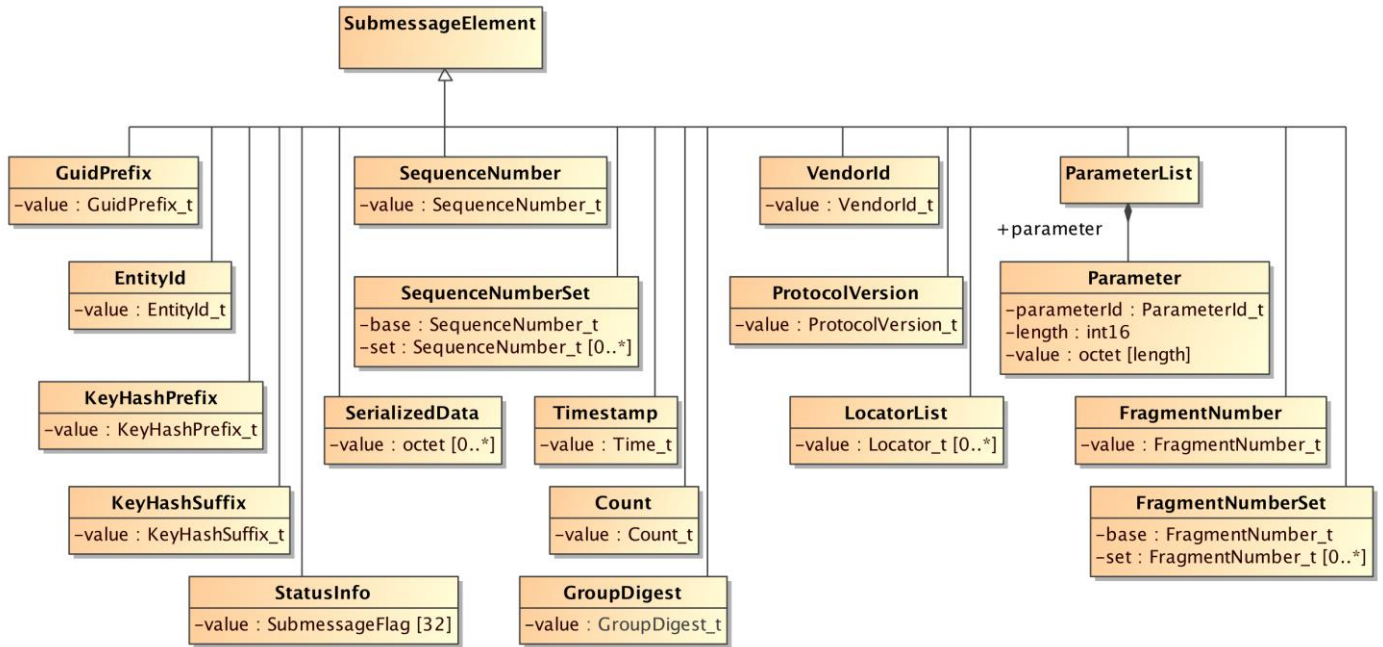 SubmessageElement
GuidPrefix
-value : GuidPrefix_t
SequenceNumber
-value : SequenceNumber_t
VendorId
-value : VendorId_t
ParameterList
+parameter
EntityId
-value : EntityId_t
SequenceNumberSet
-base : SequenceNumber_t
-set : SequenceNumber_t [0..*]
ProtocolVersion
-value : ProtocolVersion_t
Parameter
-parameterId : ParameterId_t
-length : int16
-value : octet [length]
KeyHashPrefix
-value : KeyHashPrefix_t
SerializedData
-value : octet [0..*]
Timestamp
-value : Time_t
LocatorList
-value : Locator_t [0..*]
FragmentNumber
-value : FragmentNumber_t
KeyHashSuffix
-value : KeyHashSuffix_t
Count
-value : Count_t
FragmentNumberSet
-base : FragmentNumber_t
-set : FragmentNumber_t [0..*]
StatusInfo
-value : SubmessageFlag [32]
GroupDigest
-value : GroupDigest_t